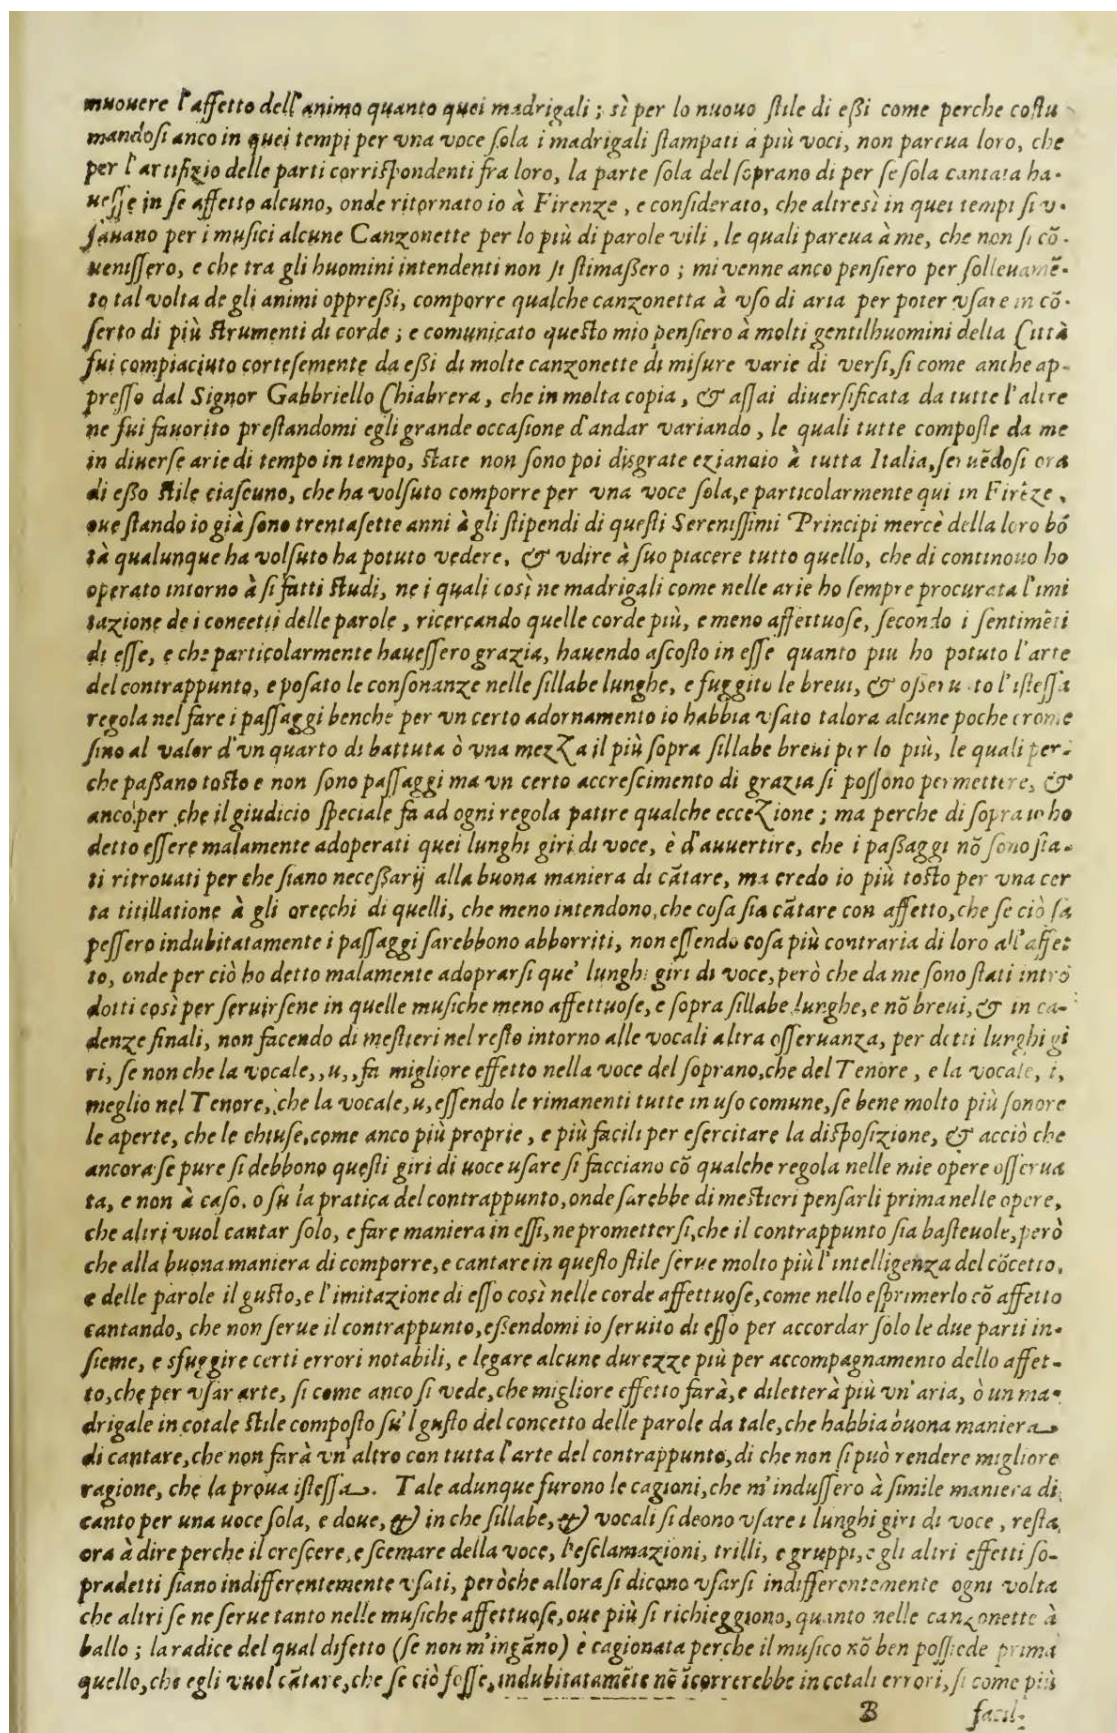 muouere l'affetto dell'animo quanto quei madrigali; sì per lo nuouo ſtile di eßi come perche coſtu
mandoſi anco in quei tempi per vna voce ſola i madrigali ſtampati à più voci, non pareua loro, che
per l'artifizio delle parti corriſpondenti fra loro, la parte ſola del ſoprano di per ſe ſola cantata ha-
ueſſe in ſe affetto alcuno, onde ritornato io à Firenze, e conſiderato, che altresì in quei tempi ſi v-
ſauano per i muſici alcune Canzonette per lo più di parole vili, le quali pareua à me, che non ſi cõ-
ueniſſero, e che tra gli huomini intendenti non ſi ſtimaßero; mi venne anco penſiero per ſolleuamẽ-
to tal volta de gli animi oppreßi, comporre qualche canzonetta à vſo di aria per poter vſare in cõ-
ſerto di più ſtrumenti di corde; e comunicato queſto mio penſiero à molti gentilhuomini della Città
fui compiaciuto corteſemente da eßi di molte canzonette di miſure varie di verſi, ſi come anche ap-
preſſo dal Signor Gabbriello Chiabrera, che in molta copia, & aſſai diuerſificata da tutte l'altre
ne fui fauorito preſtandomi egli grande occaſione d'andar variando, le quali tutte compoſte da me
in diuerſe arie di tempo in tempo, ſtate non ſono poi diſgrate eziandio à tutta Italia, ſeruẽdoſi ora
di eßo ſtile ciaſcuno, che ha volſuto comporre per vna voce ſola, e particolarmente qui in Firẽze,
oue ſtando io già ſono trentaſette anni à gli ſtipendi di queſti Sereniſſimi Principi mercè della loro bõ
tà qualunque ha volſuto ha potuto vedere, & vdire à ſuo piacere tutto quello, che di continouo ho
operato intorno à ſi fatti ſtudi, ne i quali così ne madrigali come nelle arie ho ſempre procurata l'imi
tazione de i concetti delle parole, ricercando quelle corde più, e meno affettuoſe, ſecondo i ſentimẽti
di eſſe, e che particolarmente haueſſero grazia, hauendo aſcoſto in eſſe quanto piu ho potuto l'arte
del contrappunto, e poſato le conſonanze nelle ſillabe lunghe, e fuggito le breui, & oſſeruato l'iſteſſa
regola nel fare i paſſaggi benche per vn certo adornamento io habbia vſato talora alcune poche crome
ſino al valor d'vn quarto di battuta ò vna mezza il più ſopra ſillabe breui per lo più, le quali per-
che paßano toſto e non ſono paſſaggi ma vn certo accreſcimento di grazia ſi poſſono permettere, &
anco per che il giudicio ſpeciale fa ad ogni regola patire qualche eccezione; ma perche di ſopra io ho
detto eſſere malamente adoperati quei lunghi giri di voce, è d'auuertire, che i paßaggi nõ ſono ſta-
ti ritrouati per che ſiano neceßarij alla buona maniera di cãtare, ma credo io più toſto per vna cer
ta titillatione à gli orecchi di quelli, che meno intendono, che coſa ſia cãtare con affetto, che ſe ciò ſa
peſſero indubitatamente i paſſaggi ſarebbono abborriti, non eſſendo coſa più contraria di loro all'affet
to, onde per ciò ho detto malamente adoprarſi que' lunghi giri di voce, però che da me ſono ſtati intro
dotti così per ſeruirſene in quelle muſiche meno affettuoſe, e ſopra ſillabe lunghe, e nõ breui, & in ca-
denze finali, non facendo di meſtieri nel reſto intorno alle vocali altra oſſeruanza, per detti lunghi gi
ri, ſe non che la vocale,,u,,fa migliore effetto nella voce del ſoprano, che del Tenore, e la vocale, i,
meglio nel Tenore, che la vocale, u, eſſendo le rimanenti tutte in uſo comune, ſe bene molto più ſonore
le aperte, che le chiuſe, come anco più proprie, e più facili per eſercitare la diſpoſizione, & acciò che
ancora ſe pure ſi debbono queſti giri di uoce uſare ſi facciano cõ qualche regola nelle mie opere oſſerua
ta, e non à caſo. o ſu la pratica del contrappunto, onde ſarebbe di meſtieri penſarli prima nelle opere,
che altri vuol cantar ſolo, e fare maniera in eſſi, ne prometterſi, che il contrappunto ſia baſteuole, però
che alla buona maniera di comporre, e cantare in queſto ſtile ſerue molto più l'intelligenza del cõcetto,
e delle parole il guſto, e l'imitazione di eſſo così nelle corde affettuoſe, come nello eſprimerlo cõ affetto
cantando, che non ſerue il contrappunto, eſſendomi io ſeruito di eſſo per accordar ſolo le due parti in-
ſieme, e sfuggire certi errori notabili, e legare alcune durezze più per accompagnamento dello affet-
to, che per vſar arte, ſi come anco ſi vede, che migliore effetto farà, e diletterà più vn'aria, ò un ma-
drigale in cotale ſtile compoſto ſu'l guſto del concetto delle parole da tale, che habbia buona maniera
di cantare, che non farà vn'altro con tutta l'arte del contrappunto, di che non ſi può rendere migliore
ragione, che la proua iſteſſa. Tale adunque furono le cagioni, che m'induſſero à ſimile maniera di
canto per una uoce ſola, e doue, & in che ſillabe, & vocali ſi deono vſare i lunghi giri di voce, reſta
ora à dire perche il creſcere, e ſcemare della voce, l'eſclamazioni, trilli, e gruppi, e gli altri effetti ſo-
pradetti ſiano indifferentemente vſati, peròche allora ſi dicono vſarſi indifferentemente ogni volta
che altri ſe ne ſerue tanto nelle muſiche affettuoſe, oue più ſi richieggiono, quanto nelle canzonette à
ballo; la radice del qual difetto (ſe non m'ingãno) è cagionata perche il muſico nõ ben poſſiede prima
quello, che egli vuol cãtare, che ſe ciò foſſe, indubitatamẽte nõ ĩcorrerebbe in cotali errori, ſi come più
B facil-